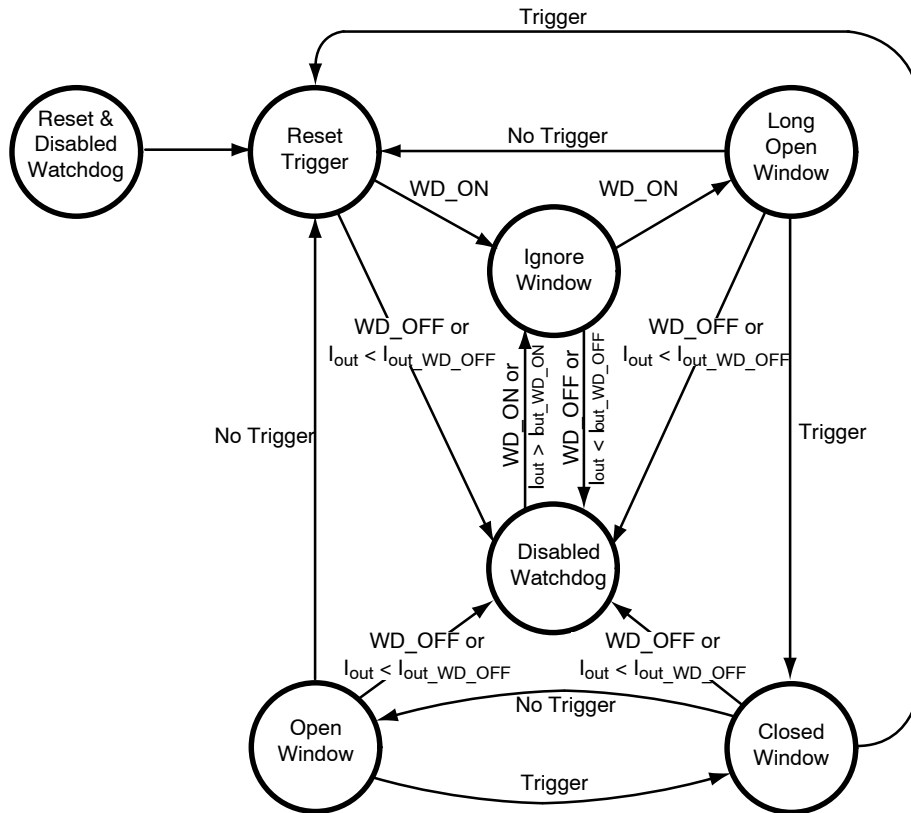 Trigger
Reset &
Disabled
Watchdog
Reset
Trigger
No Trigger
Long
Open
Window
WD_ON
WD_ON
Ignore
Window
WD_OFF or
Iout < Iout_WD_OFF
WD_ON or
Iout > Iout_WD_ON
WD_OFF or
Iout < Iout_WD_OFF
WD_OFF or
Iout < Iout_WD_OFF
No Trigger
Trigger
Disabled
Watchdog
WD_OFF or
Iout < Iout_WD_OFF
WD_OFF or
Iout < Iout_WD_OFF
No Trigger
Open
Window
Closed
Window
Trigger